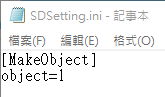 SDSetting.ini - 記事本
檔案(F) 編輯(E) 格式(O)
[MakeObject]
object=1